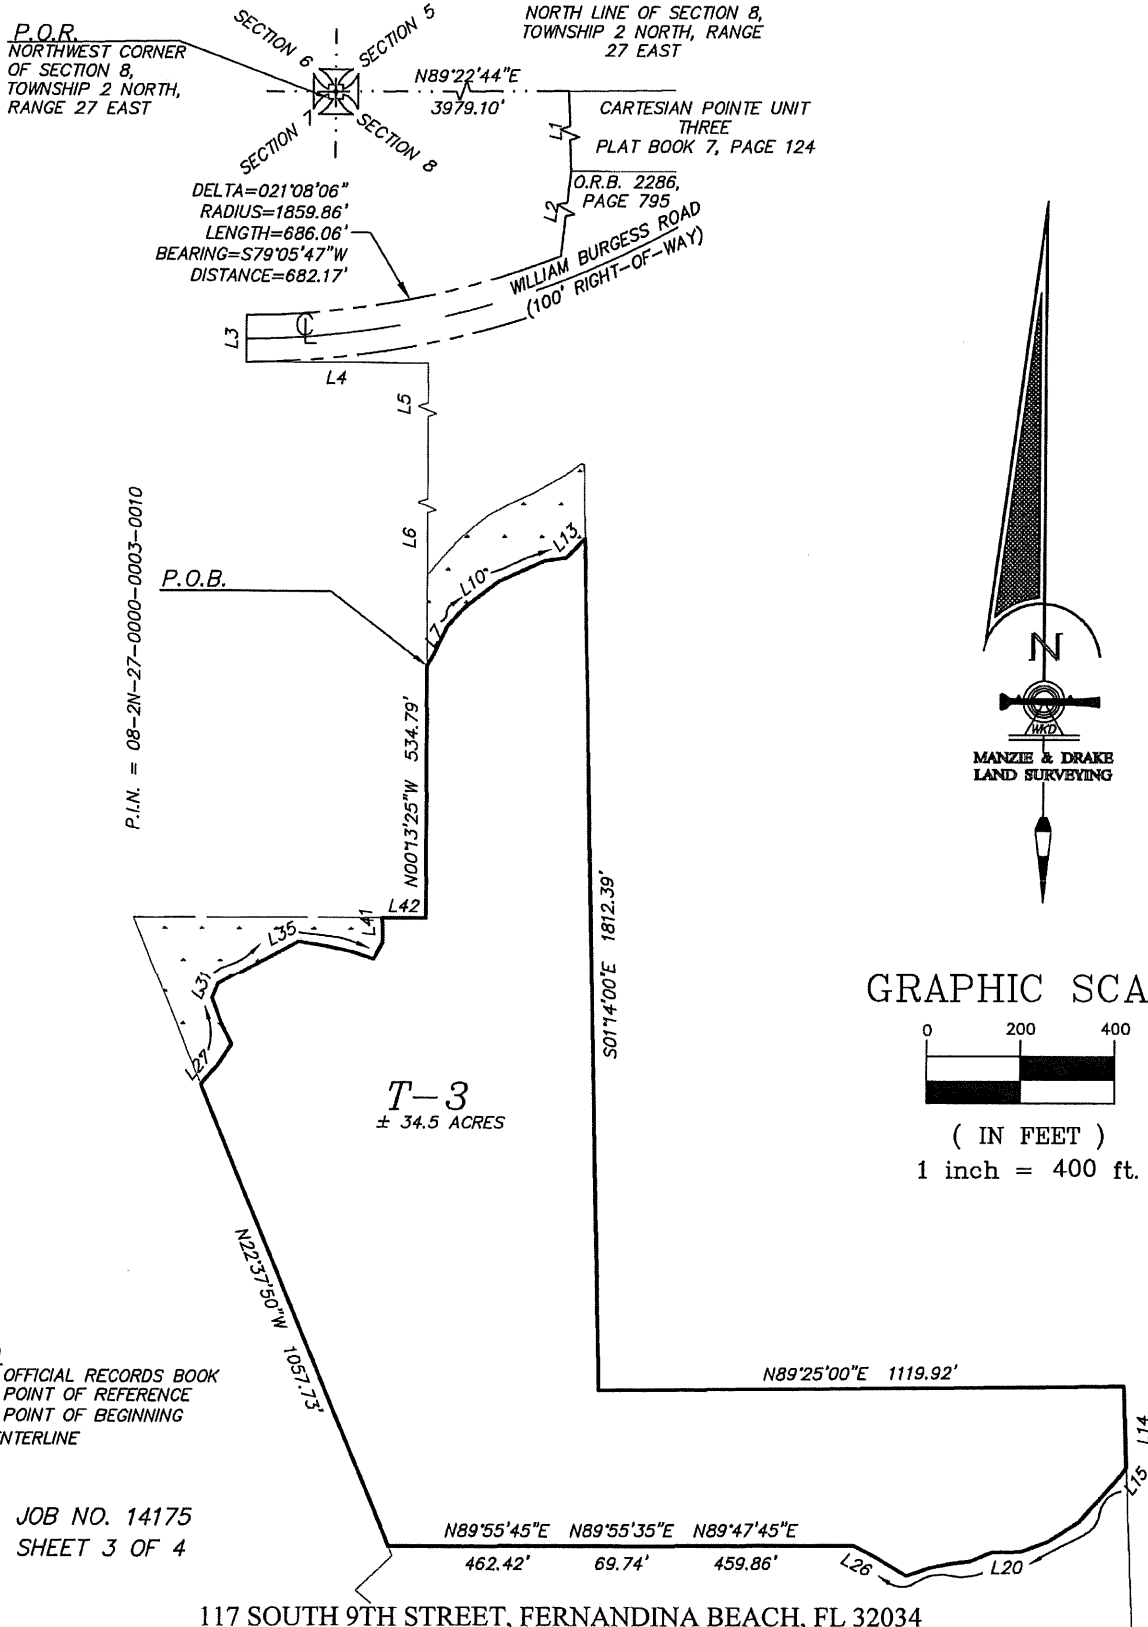 P.O.R.
NORTHWEST CORNER
OF SECTION 8,
TOWNSHIP 2 NORTH,
RANGE 27 EAST
SECTION 6
SECTION 5
SECTION 7
SECTION 8
NORTH LINE OF SECTION 8,
TOWNSHIP 2 NORTH, RANGE
27 EAST
N89°22'44"E
3979.10'
CARTESIAN POINTE UNIT
THREE
PLAT BOOK 7, PAGE 124
L1
O.R.B. 2286,
PAGE 795
L2
DELTA=021°08'06"
RADIUS=1859.86'
LENGTH=686.06'
BEARING=S79°05'47"W
DISTANCE=682.17'
WILLIAM BURGESS ROAD
(100' RIGHT-OF-WAY)
CL
L3
L4
L5
L6
P.I.N. = 08-2N-27-0000-0003-0010
P.O.B.
L7
L10
L13
N
WKD
MANZIE & DRAKE
LAND SURVEYING
N00°13'25"W 534.79'
L42
L41
L35
L31
L27
S01°14'00"E 1812.39'
T-3
± 34.5 ACRES
GRAPHIC SCA
0 200 400
( IN FEET )
1 inch = 400 ft.
N22°37'50"W 1057.73'
N89°25'00"E 1119.92'
L14
L15
L20
L26
N89°55'45"E N89°55'35"E N89°47'45"E
462.42' 69.74' 459.86'
OFFICIAL RECORDS BOOK
POINT OF REFERENCE
POINT OF BEGINNING
NTERLINE
JOB NO. 14175
SHEET 3 OF 4
117 SOUTH 9TH STREET, FERNANDINA BEACH, FL 32034